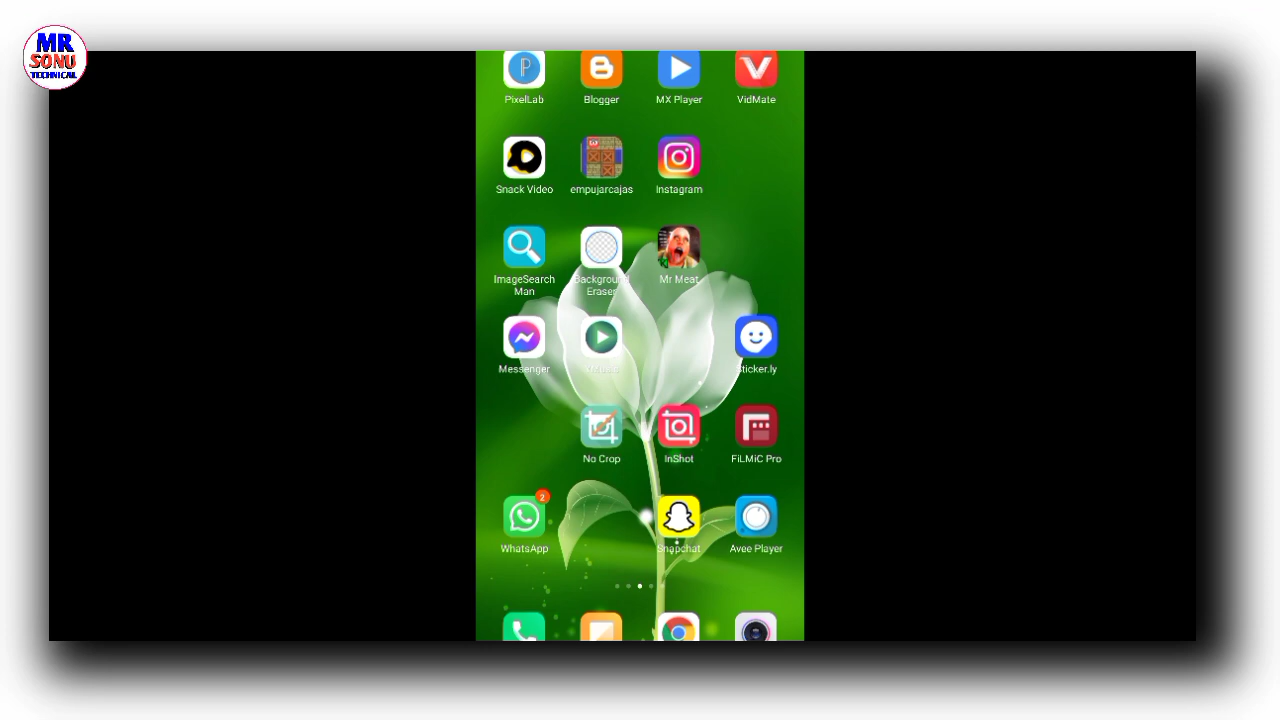 MR
SONU
TECHNICAL
PixelLab
Blogger
MX Player
VidMate
Snack Video
empujarcajas
Instagram
ImageSearch
Man
Background
Eraser
Mr Meat
Messenger
Sticker.ly
No Crop
InShot
FiLMiC Pro
2
WhatsApp
Snapchat
Avee Player